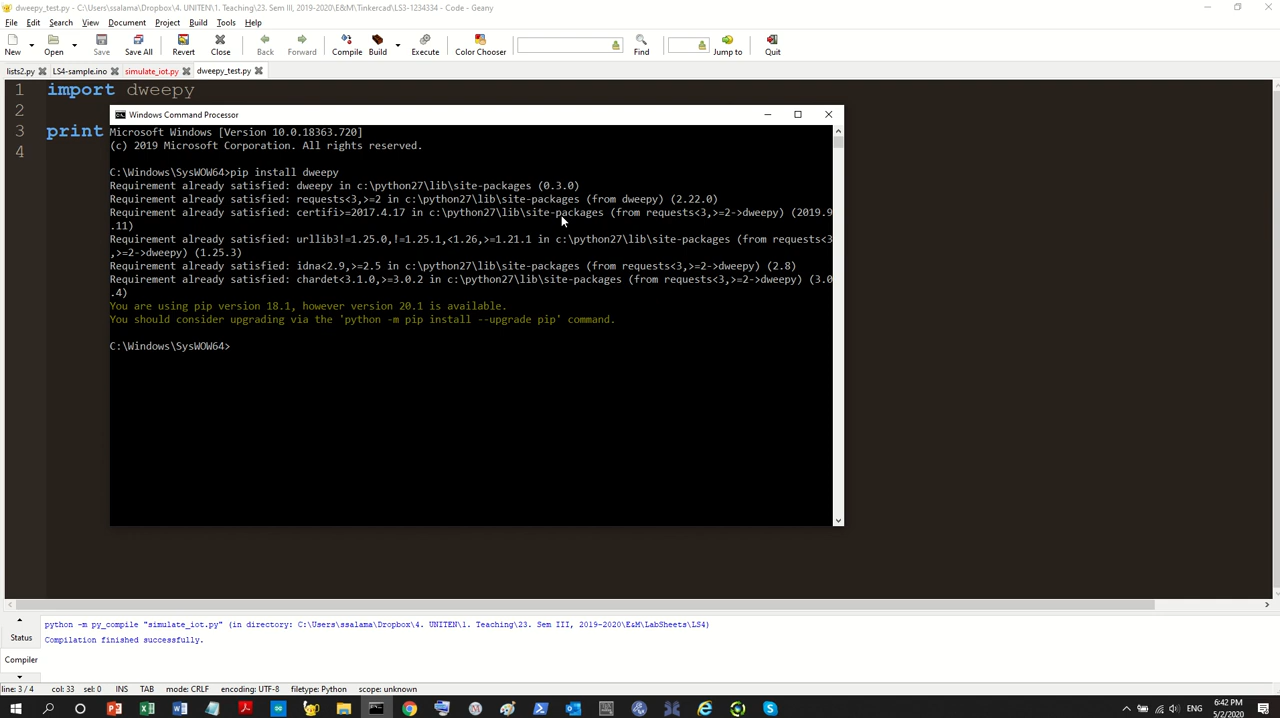 dweepy_test.py - C:\Users\ssalama\Dropbox\4. UNITEN\1. Teaching\23. Sem III, 2019-2020\E&M\Tinkercad\LS3-1234334 - Code - Geany
File Edit Search View Document Project Build Tools Help
New Open Save Save All Revert Close Back Forward Compile Build Execute Color Chooser Find Jump to Quit
lists2.py LS4-sample.ino simulate_iot.py dweepy_test.py
1 import dweepy
2
3 print
4
Windows Command Processor
Microsoft Windows [Version 10.0.18363.720]
(c) 2019 Microsoft Corporation. All rights reserved.
C:\Windows\SysWOW64>pip install dweepy
Requirement already satisfied: dweepy in c:\python27\lib\site-packages (0.3.0)
Requirement already satisfied: requests<3,>=2 in c:\python27\lib\site-packages (from dweepy) (2.22.0)
Requirement already satisfied: certifi>=2017.4.17 in c:\python27\lib\site-packages (from requests<3,>=2->dweepy) (2019.9
.11)
Requirement already satisfied: urllib3!=1.25.0,!=1.25.1,<1.26,>=1.21.1 in c:\python27\lib\site-packages (from requests<3
,>=2->dweepy) (1.25.3)
Requirement already satisfied: idna<2.9,>=2.5 in c:\python27\lib\site-packages (from requests<3,>=2->dweepy) (2.8)
Requirement already satisfied: chardet<3.1.0,>=3.0.2 in c:\python27\lib\site-packages (from requests<3,>=2->dweepy) (3.0
.4)
You are using pip version 18.1, however version 20.1 is available.
You should consider upgrading via the 'python -m pip install --upgrade pip' command.
C:\Windows\SysWOW64>
Status
Compiler
python -m py_compile "simulate_iot.py" (in directory: C:\Users\ssalama\Dropbox\4. UNITEN\1. Teaching\23. Sem III, 2019-2020\E&M\LabSheets\LS4)
Compilation finished successfully.
line: 3 / 4 col: 33 sel: 0 INS TAB mode: CRLF encoding: UTF-8 filetype: Python scope: unknown
ENG
6:42 PM
5/2/2020